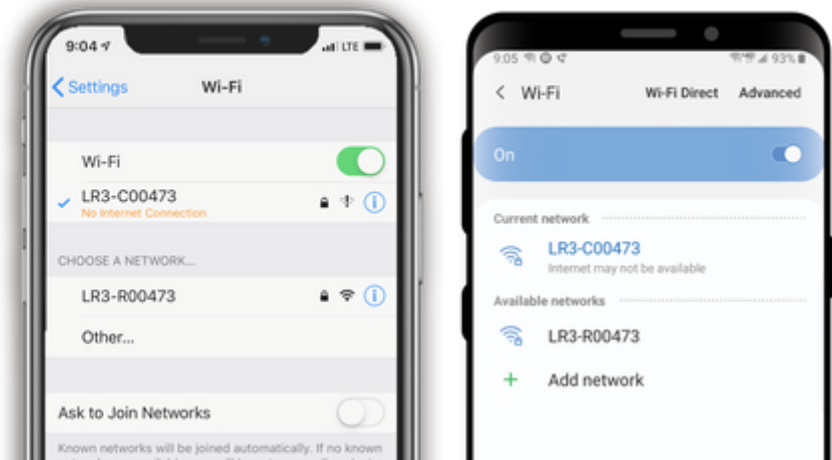 9:04
LTE
Settings
Wi-Fi
Wi-Fi
LR3-C00473
No Internet Connection
CHOOSE A NETWORK...
LR3-R00473
Other...
Ask to Join Networks
Known networks will be joined automatically. If no known
9:05
93%
Wi-Fi
Wi-Fi Direct
Advanced
On
Current network
LR3-C00473
Internet may not be available
Available networks
LR3-R00473
+ Add network